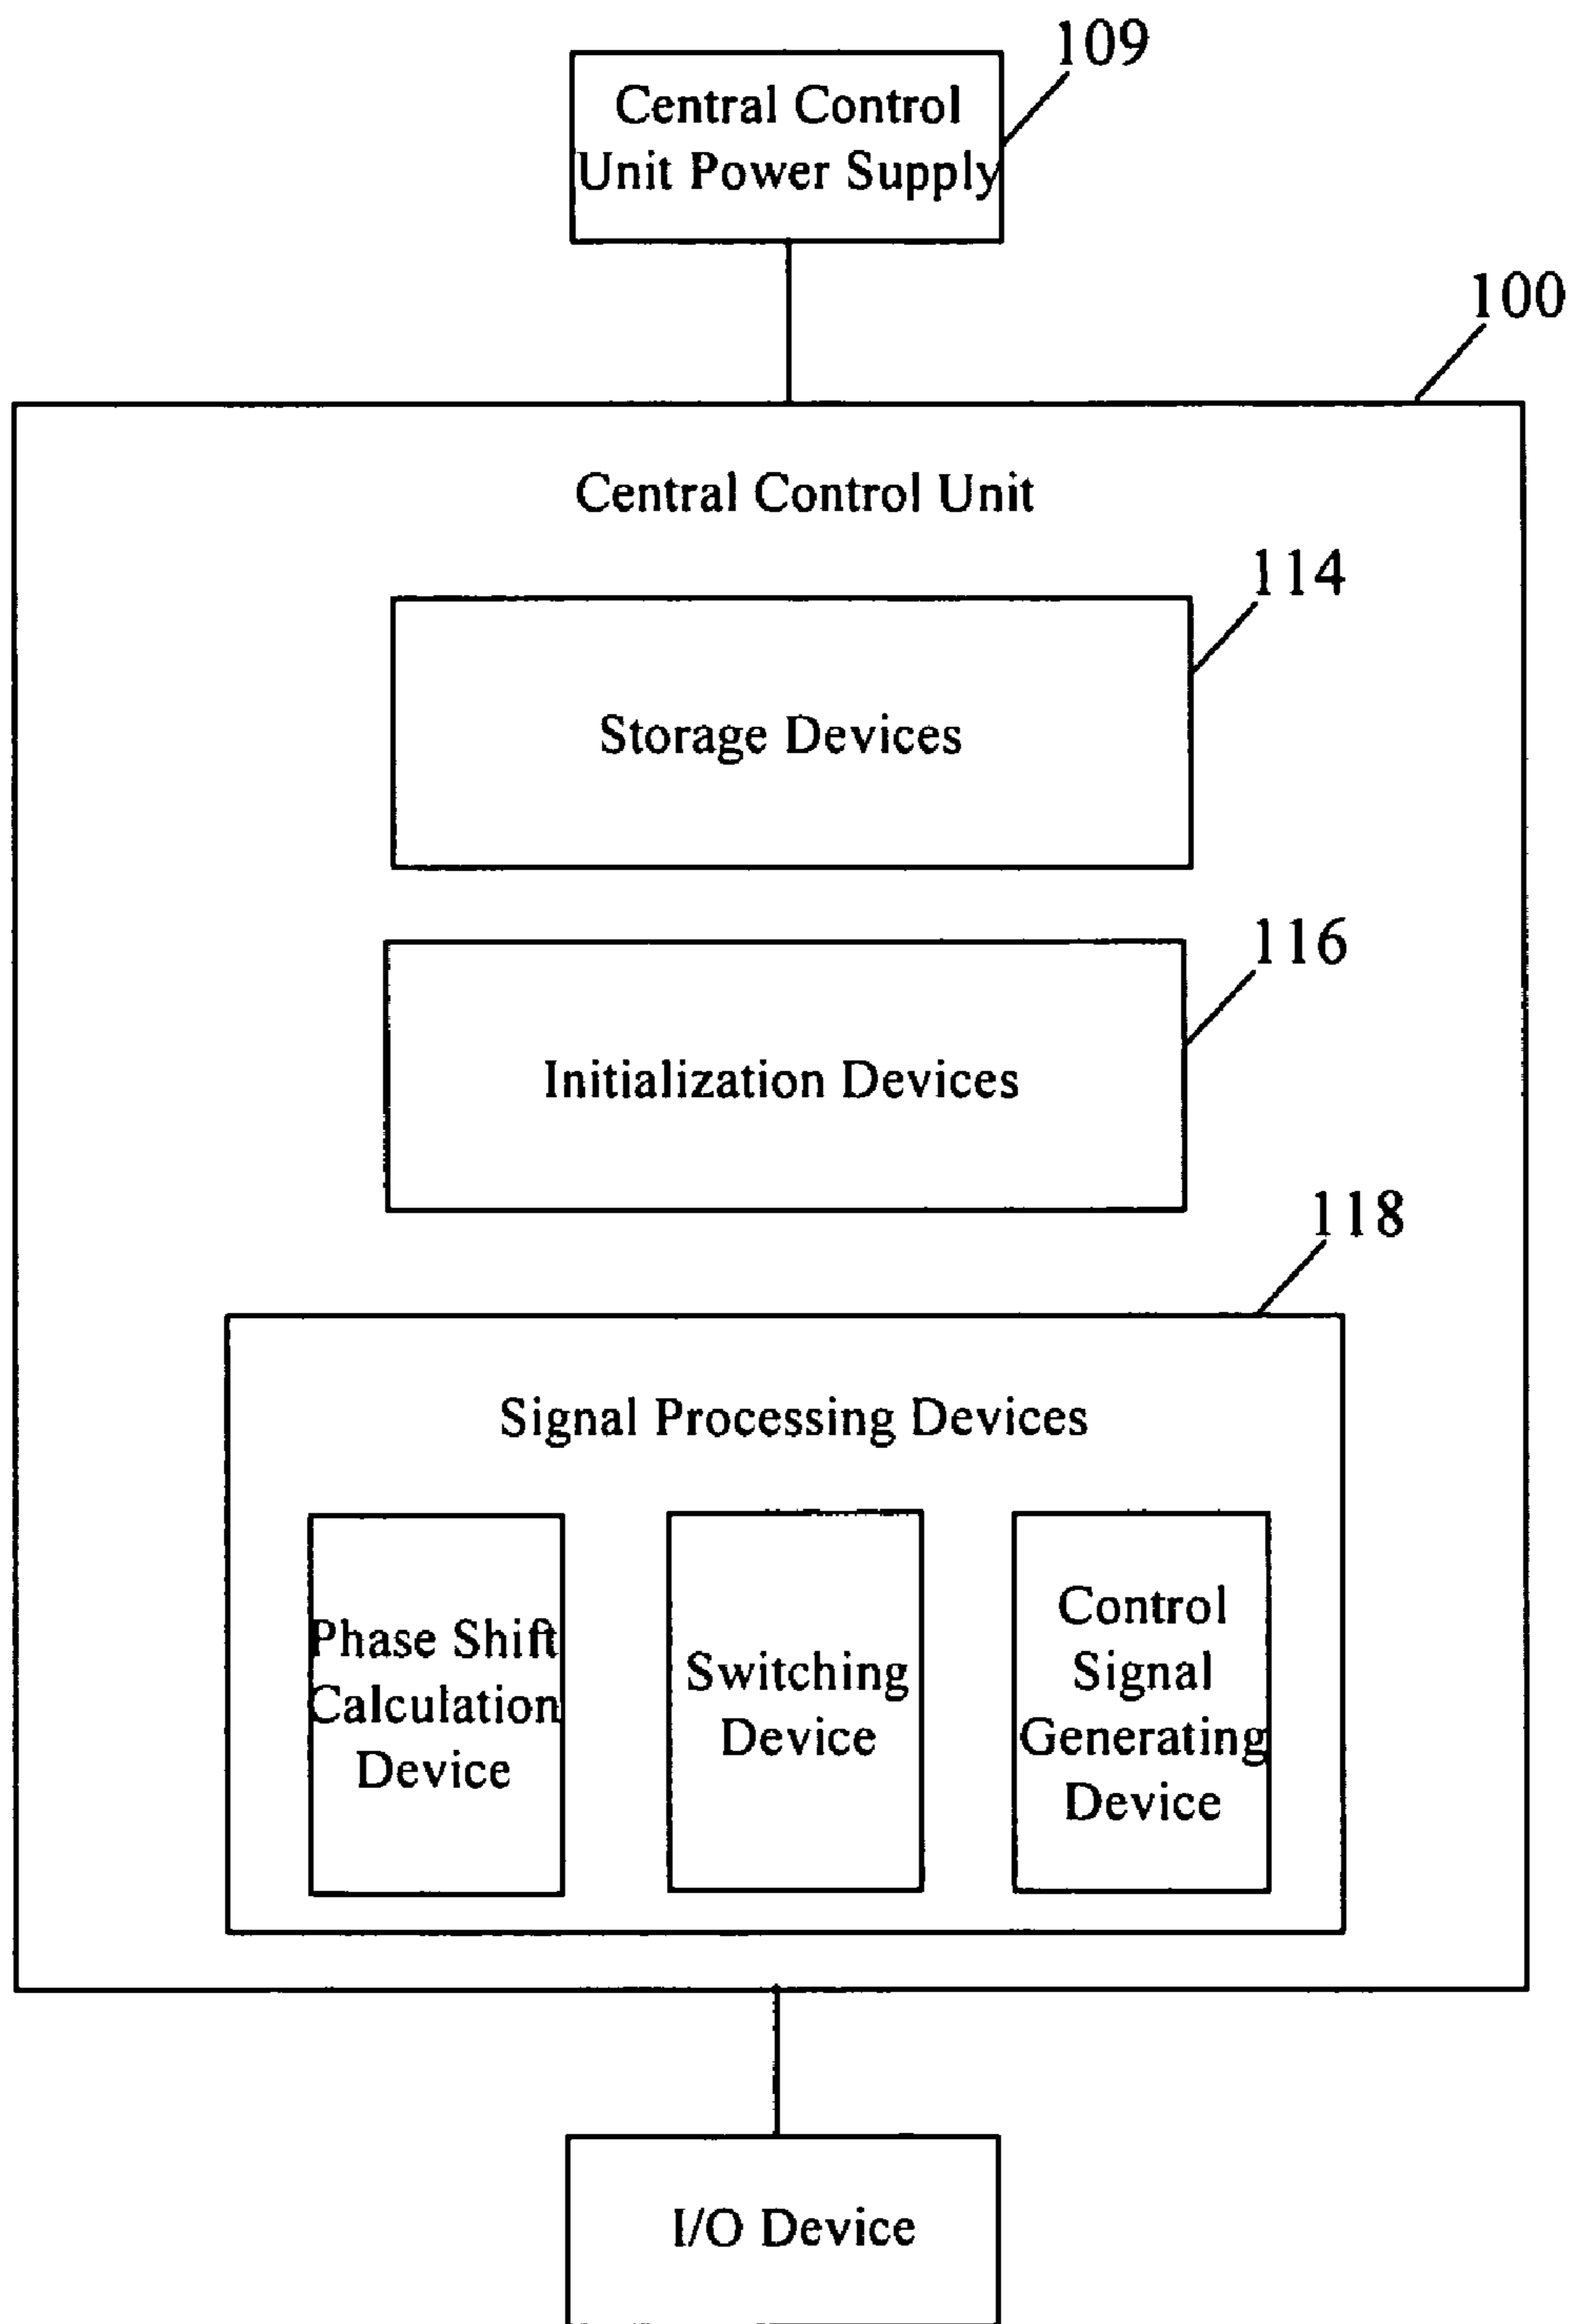 109
Central Control
Unit Power Supply
100
Central Control Unit
114
Storage Devices
116
Initialization Devices
118
Signal Processing Devices
Phase Shift
Calculation
Device
Switching
Device
Control
Signal
Generating
Device
I/O Device